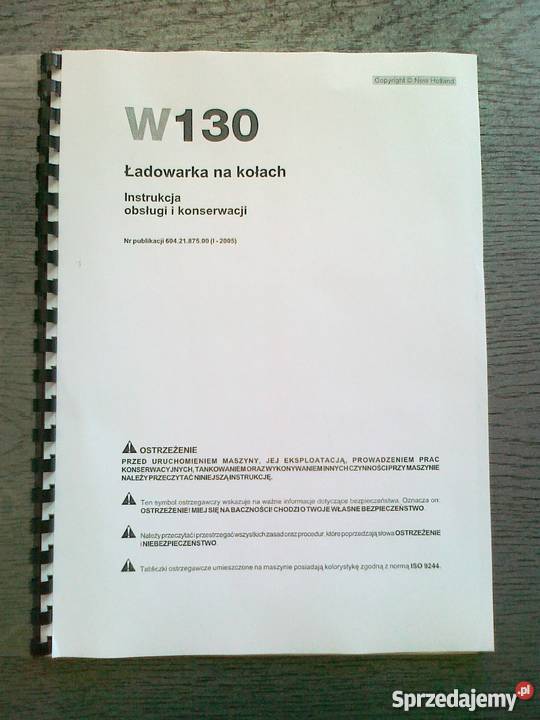 Copyright © New Holland
W130
Ładowarka na kołach
Instrukcja
obsługi i konserwacji
Nr publikacji 604.21.875.00 (I - 2005)
OSTRZEŻENIE
PRZED URUCHOMIENIEM MASZYNY, JEJ EKSPLOATACJĄ, PROWADZENIEM PRAC
KONSERWACYJNYCH, TANKOWANIEM ORAZ WYKONYWANIEM INNYCH CZYNNOŚCI PRZY MASZYNIE
NALEŻY PRZECZYTAĆ NINIEJSZĄ INSTRUKCJĘ.
Ten symbol ostrzegawczy wskazuje na ważne informacje dotyczące bezpieczeństwa. Oznacza on:
OSTRZEŻENIE! MIEJ SIĘ NA BACZNOŚCI! CHODZI O TWOJE WŁASNE BEZPIECZEŃSTWO.
Należy przeczytać i przestrzegać wszystkich zasad oraz procedur, które poprzedzają słowa OSTRZEŻENIE
i NIEBEZPIECZEŃSTWO.
Tabliczki ostrzegawcze umieszczone na maszynie posiadają kolorystykę zgodną z normą ISO 9244.
Sprzedajemy.pl